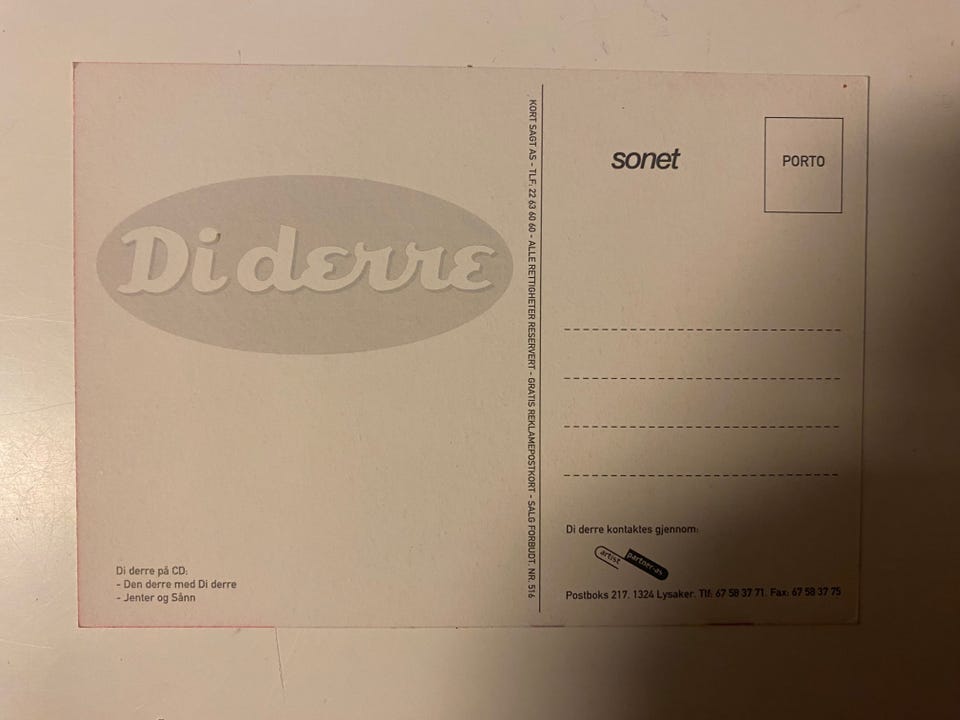 Di derre
Di derre på CD:
- Den derre med Di derre
- Jenter og Sånn
KORT SAGT AS - TLF. 22 63 60 60 - ALLE RETTIGHETER RESERVERT - GRATIS REKLAMEPOSTKORT - SALG FORBUDT. NR. 516
sonet
PORTO
Di derre kontaktes gjennom:
artist partner-as
Postboks 217. 1324 Lysaker. Tlf: 67 58 37 71. Fax: 67 58 37 75